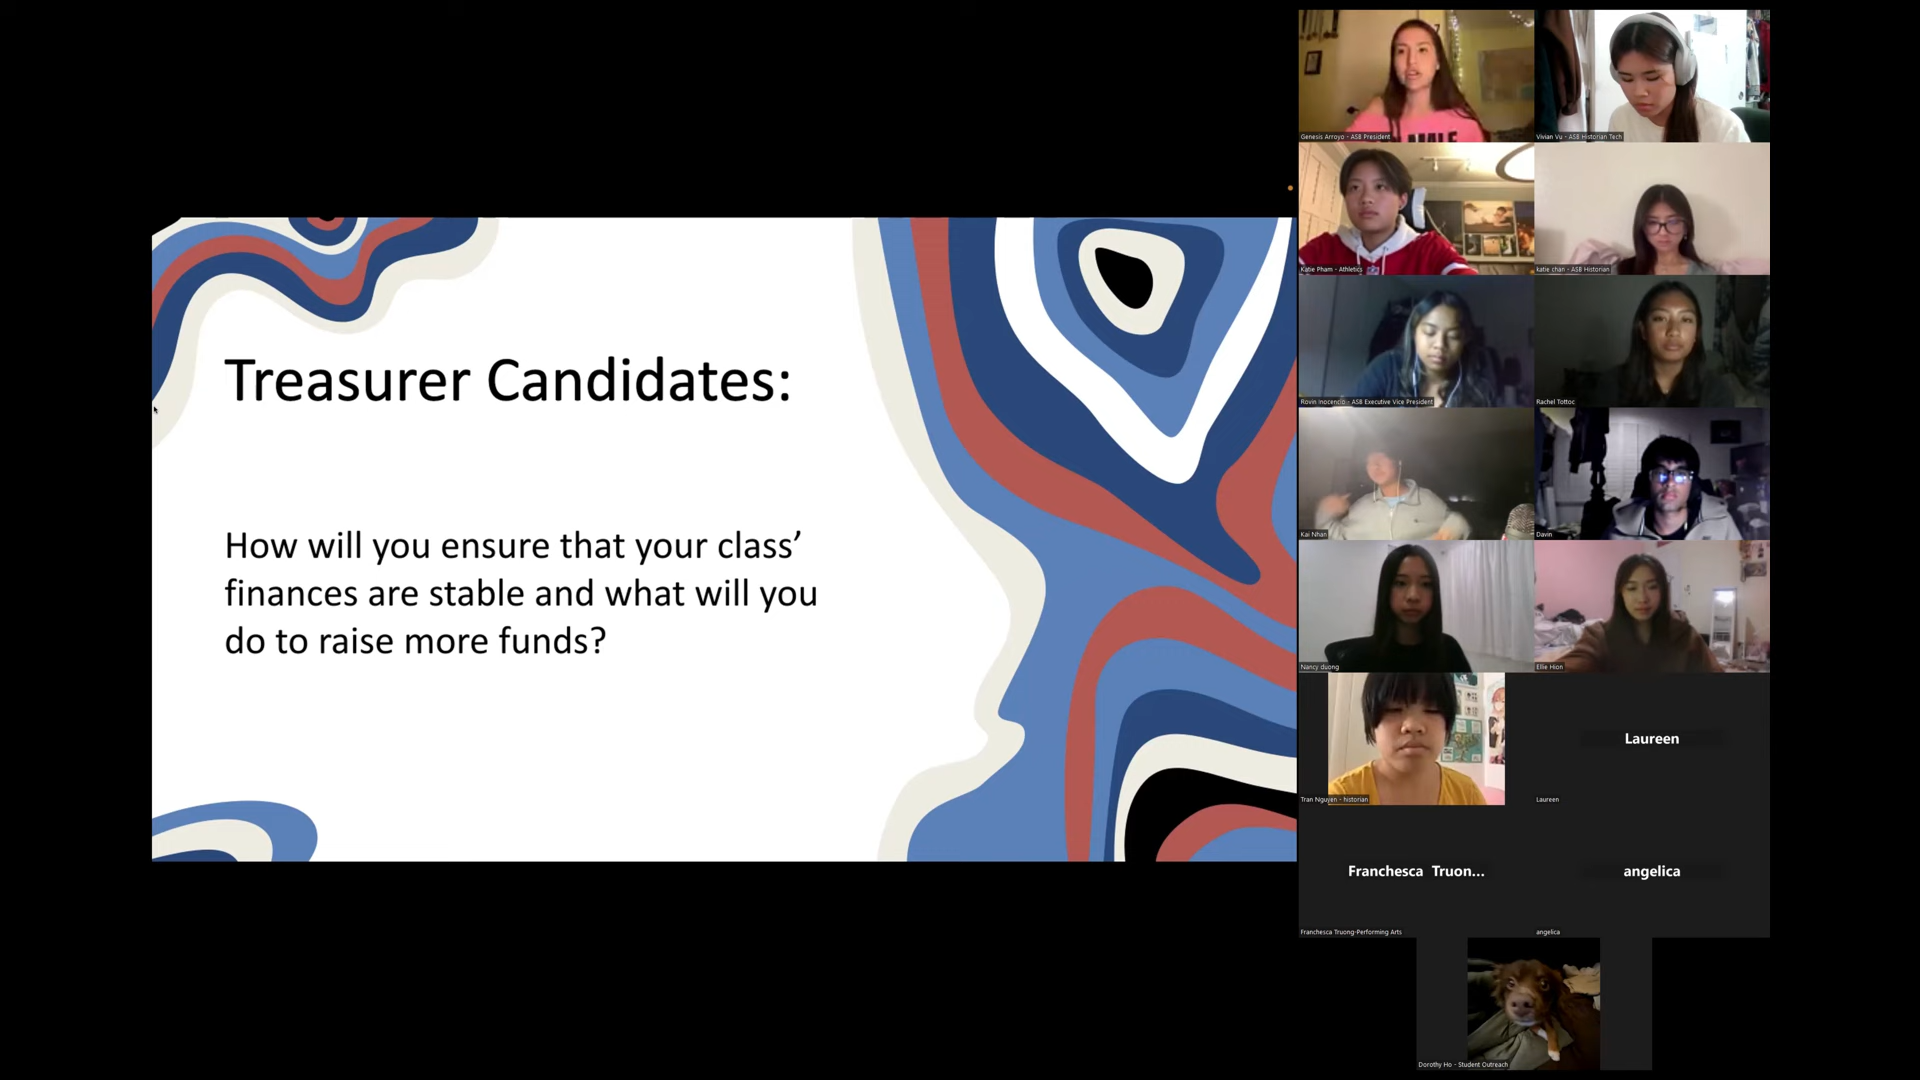 Treasurer Candidates:
How will you ensure that your class’
finances are stable and what will you
do to raise more funds?
Genesis Arroyo - ASB President
Vivian Vu - ASB Historian Tech
Katie Pham - Athletics
katie chan - ASB Historian
Rovin Inocencio - ASB Executive Vice President
Rachel Tottoc
Kai Nhan
Davin
Nancy duong
Ellie Hion
Tran Nguyen - historian
Laureen
Laureen
Franchesca Truon...
angelica
Franchesca Truong-Performing Arts
angelica
Dorothy Ho - Student Outreach